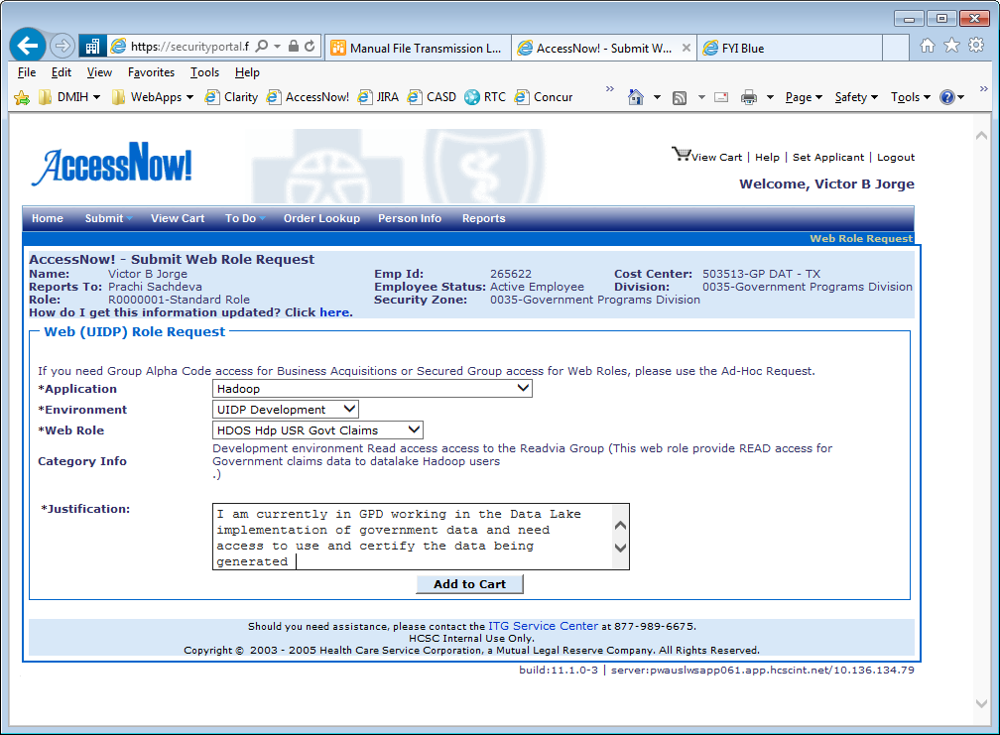 https://securityportal.f
Manual File Transmission L...
AccessNow! - Submit W...
FYI Blue
File Edit View Favorites Tools Help
DMIH WebApps Clarity AccessNow! JIRA CASD RTC Concur » Page Safety Tools »
AccessNow!
View Cart | Help | Set Applicant | Logout
Welcome, Victor B Jorge
Home Submit View Cart To Do Order Lookup Person Info Reports
Web Role Request
AccessNow! - Submit Web Role Request
Name: Victor B Jorge Emp Id: 265622 Cost Center: 503513-GP DAT - TX
Reports To: Prachi Sachdeva Employee Status: Active Employee Division: 0035-Government Programs Division
Role: R0000001-Standard Role Security Zone: 0035-Government Programs Division
How do I get this information updated? Click here.
Web (UIDP) Role Request
If you need Group Alpha Code access for Business Acquisitions or Secured Group access for Web Roles, please use the Ad-Hoc Request.
*Application Hadoop
*Environment UIDP Development
*Web Role HDOS Hdp USR Govt Claims
Category Info Development environment Read access access to the Readvia Group (This web role provide READ access for
Government claims data to datalake Hadoop users
.)
*Justification: I am currently in GPD working in the Data Lake
implementation of government data and need
access to use and certify the data being
generated
Add to Cart
Should you need assistance, please contact the ITG Service Center at 877-989-6675.
HCSC Internal Use Only.
Copyright © 2003 - 2005 Health Care Service Corporation, a Mutual Legal Reserve Company. All Rights Reserved.
build:11.1.0-3 | server:pwauslwsapp061.app.hcscint.net/10.136.134.79